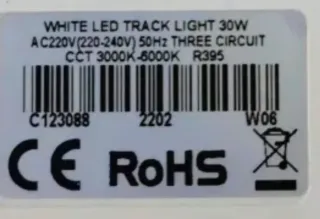 WHITE LED TRACK LIGHT 30W
AC220V(220-240V) 50Hz THREE CIRCUIT
CCT 3000K-6000K R395
C123088 2202 W06
CE RoHS